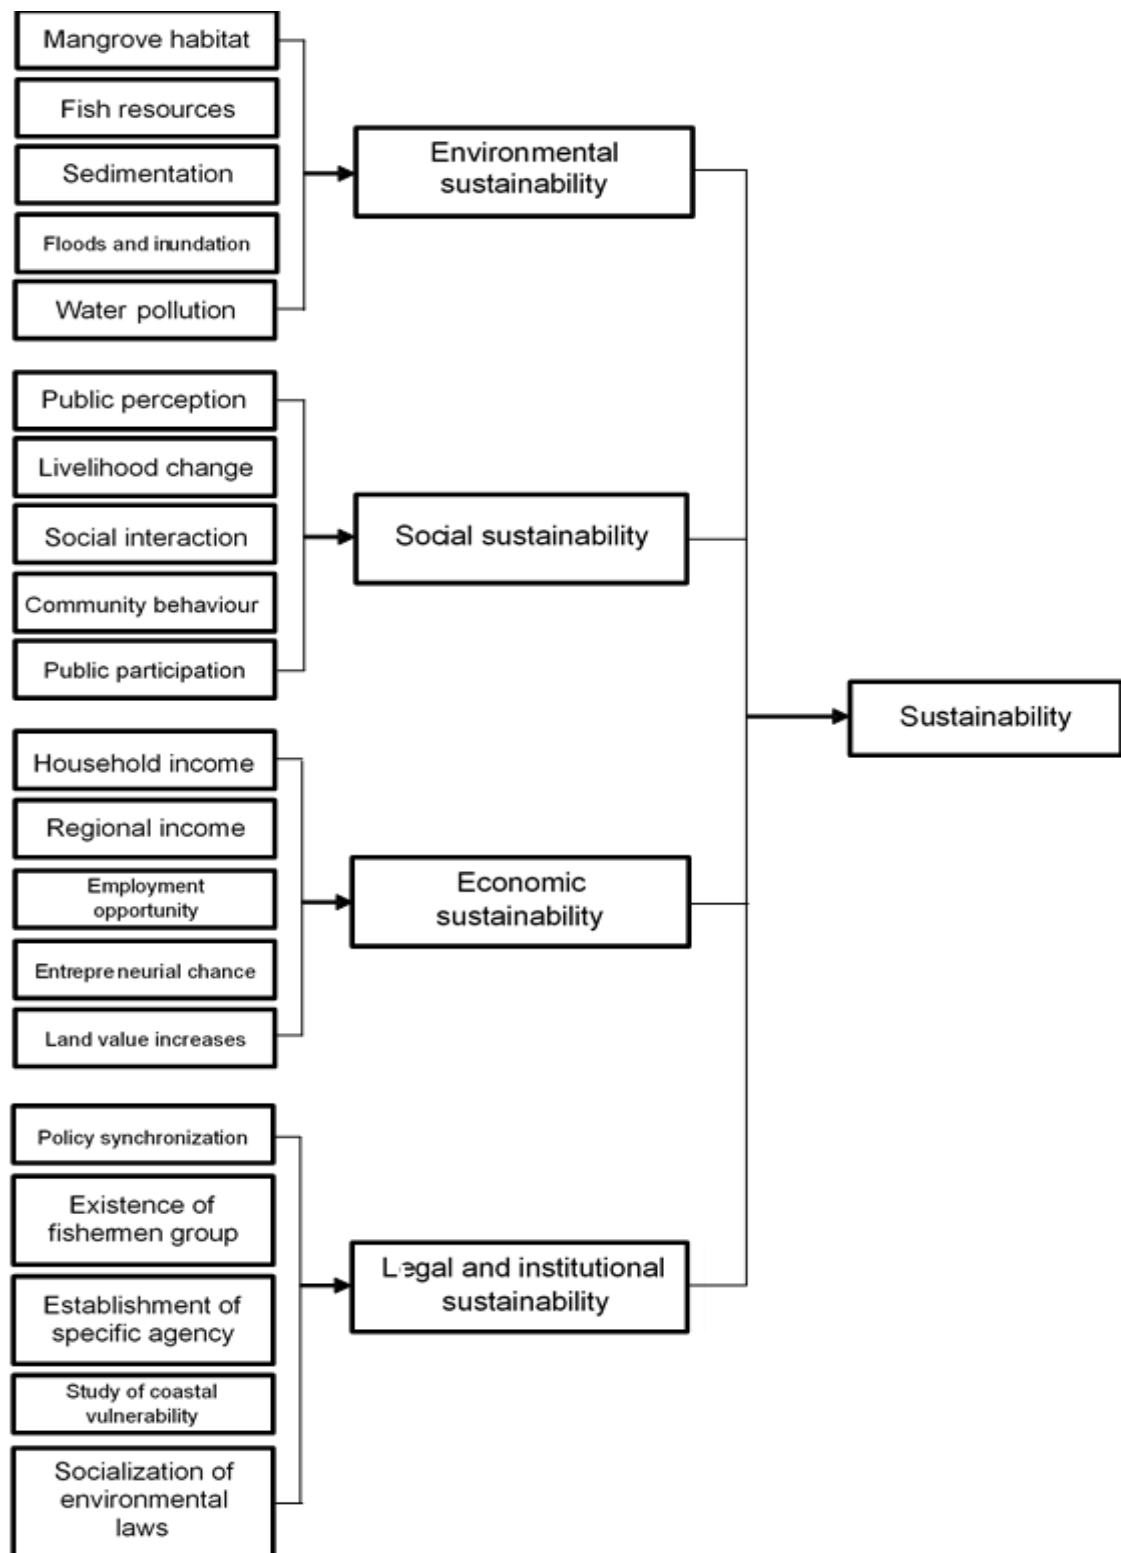 Mangrove habitat
Fish resources
Sedimentation
Floods and inundation
Water pollution
Environmental
sustainability
Public perception
Livelihood change
Social interaction
Community behaviour
Public participation
Social sustainability
Household income
Regional income
Employment
opportunity
Entrepreneurial chance
Land value increases
Economic
sustainability
Policy synchronization
Existence of
fishermen group
Establishment of
specific agency
Study of coastal
vulnerability
Socialization of
environmental
laws
Legal and institutional
sustainability
Sustainability